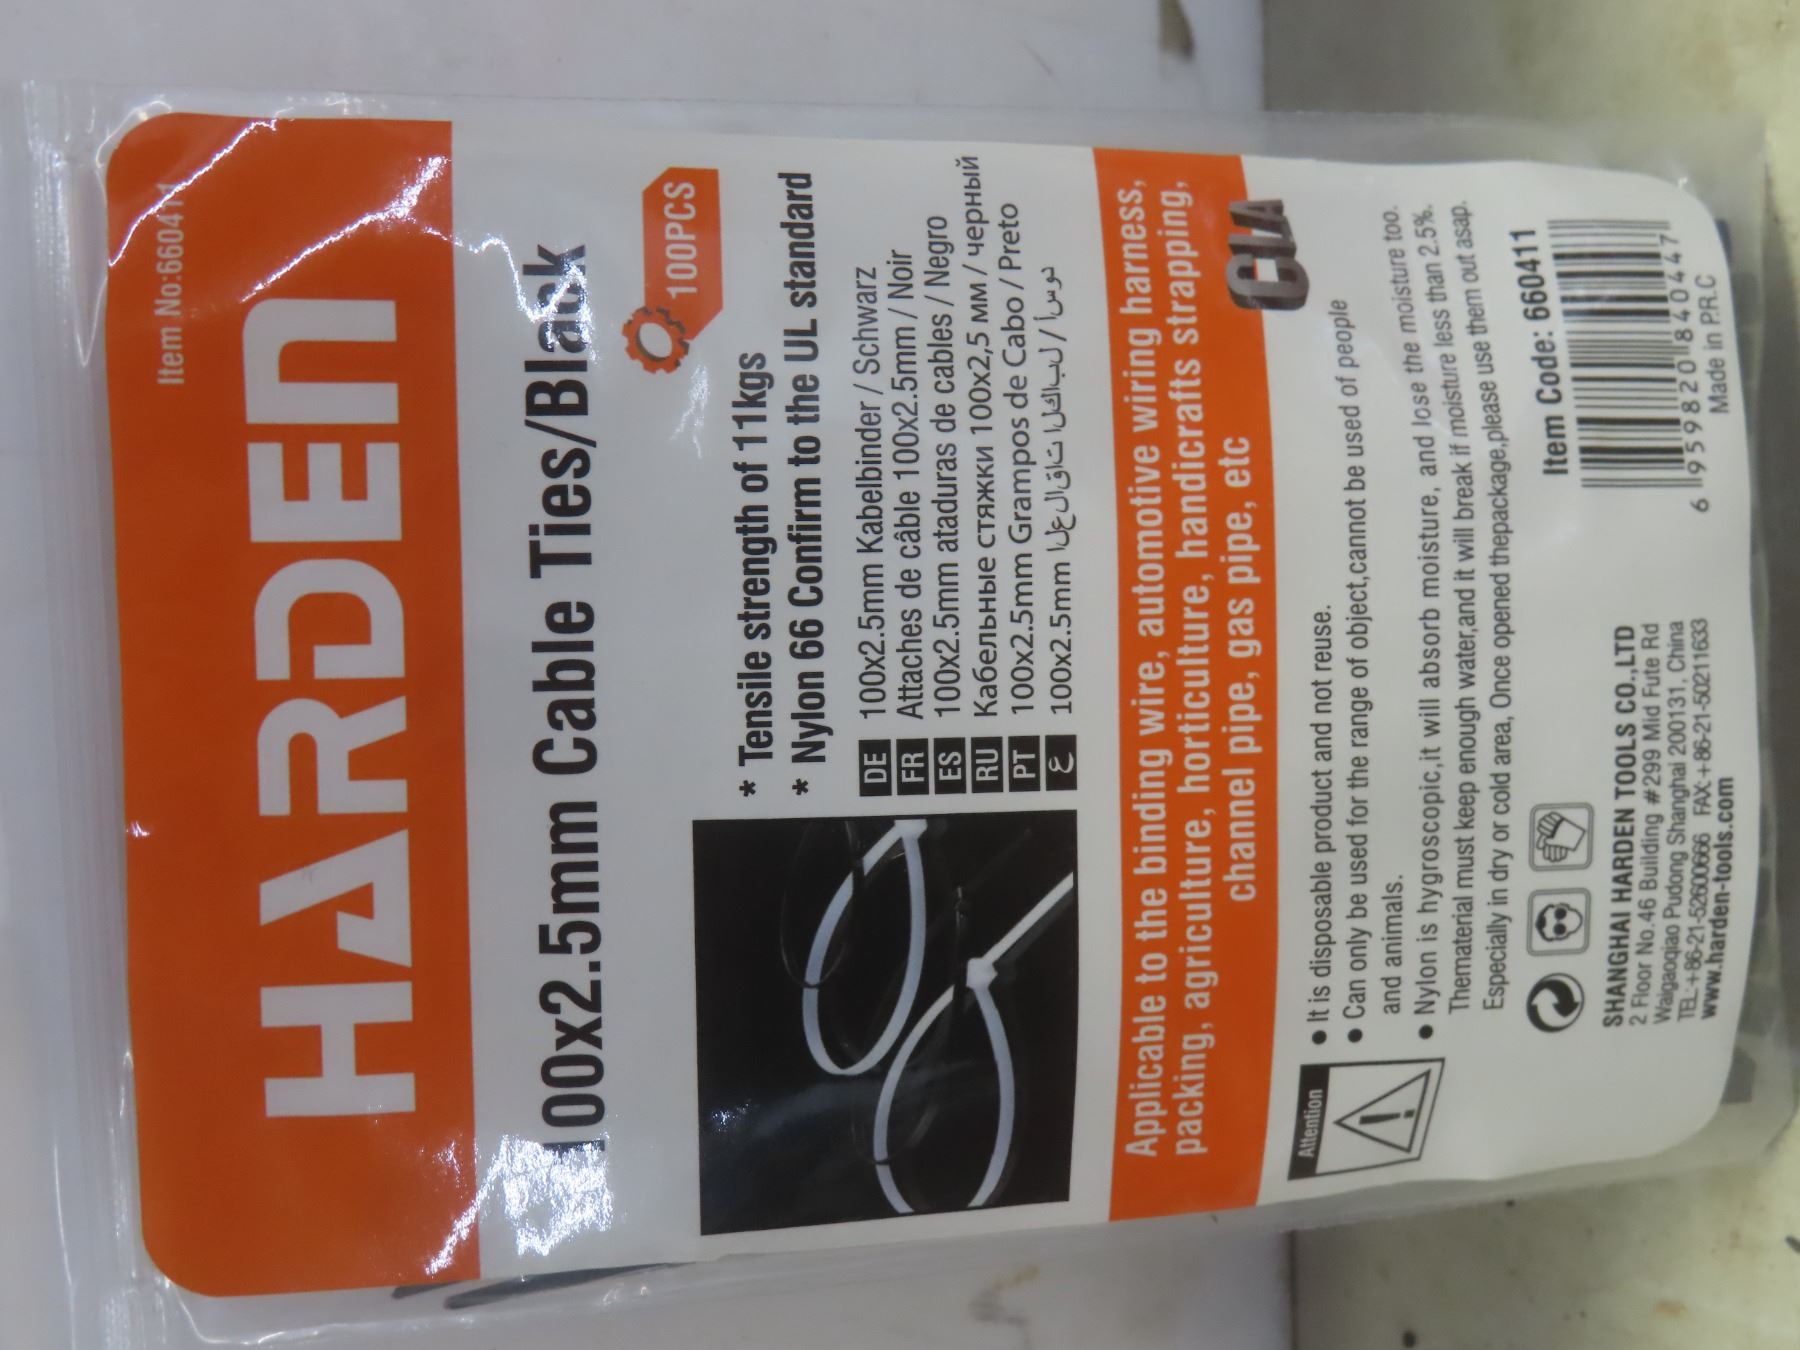 Item No:660411
HARDEN
100x2.5mm Cable Ties/Black
100PCS
* Tensile strength of 11kgs
* Nylon 66 Confirm to the UL standard
DE 100x2.5mm Kabelbinder / Schwarz
FR Attaches de câble 100x2.5mm / Noir
ES 100x2.5mm ataduras de cables / Negro
RU Кабельные стяжки 100x2,5 мм / черный
PT 100x2.5mm Grampos de Cabo / Preto
ع 100x2.5mm العلاقات الكابل / أسود
Applicable to the binding wire, automotive wiring harness,
packing, agriculture, horticulture, handicrafts strapping,
channel pipe, gas pipe, etc
Attention
• It is disposable product and not reuse.
• Can only be used for the range of object,cannot be used of people
and animals.
• Nylon is hygroscopic,it will absorb moisture, and lose the moisture too.
Thematerial must keep enough water,and it will break if moisture less than 2.5%.
Especially in dry or cold area, Once opened thepackage,please use them out asap.
SHANGHAI HARDEN TOOLS CO.,LTD
2 Floor No.46 Building #299 Mid Fute Rd
Waigaoqiao Pudong Shanghai 200131, China
TEL:+86-21-52600666 FAX:+86-21-50211633
www.harden-tools.com
Item Code: 660411
6 959820 184044 7
Made in P.R.C